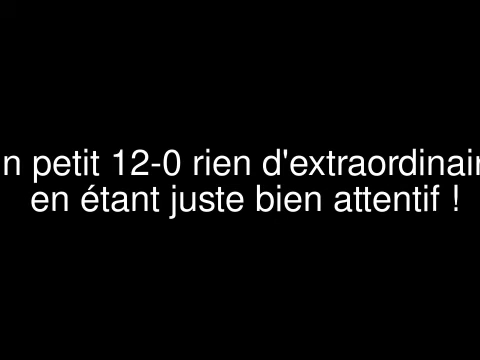 n petit 12-0 rien d'extraordinair
en étant juste bien attentif !